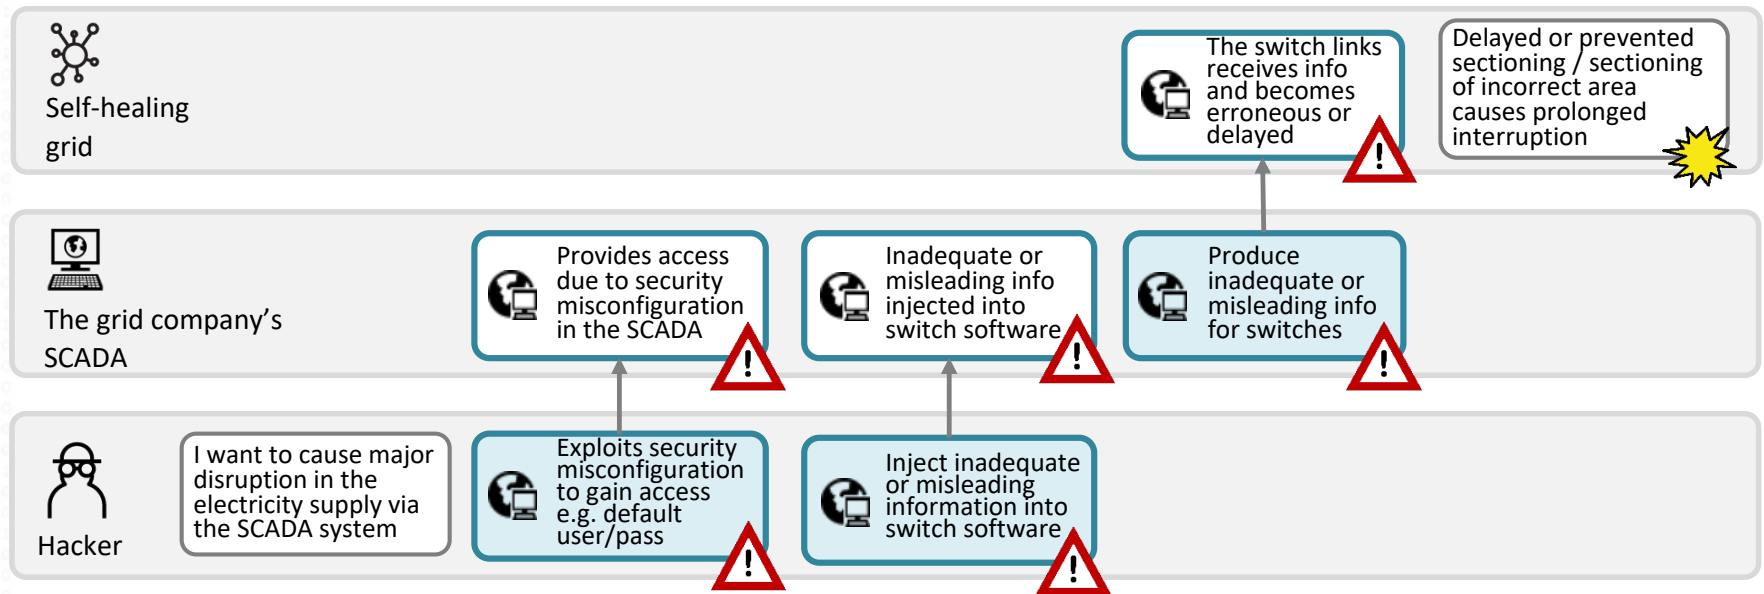 Self-healing
grid
The switch links
receives info
and becomes
erroneous or
delayed
Delayed or prevented
sectioning / sectioning
of incorrect area
causes prolonged
interruption
The grid company's
SCADA
Provides access
due to security
misconfiguration
in the SCADA
Inadequate or
misleading info
injected into
switch software
Produce
inadequate or
misleading info
for switches
Hacker
I want to cause major
disruption in the
electricity supply via
the SCADA system
Exploits security
misconfiguration
to gain access
e.g. default
user/pass
Inject inadequate
or misleading
information into
switch software